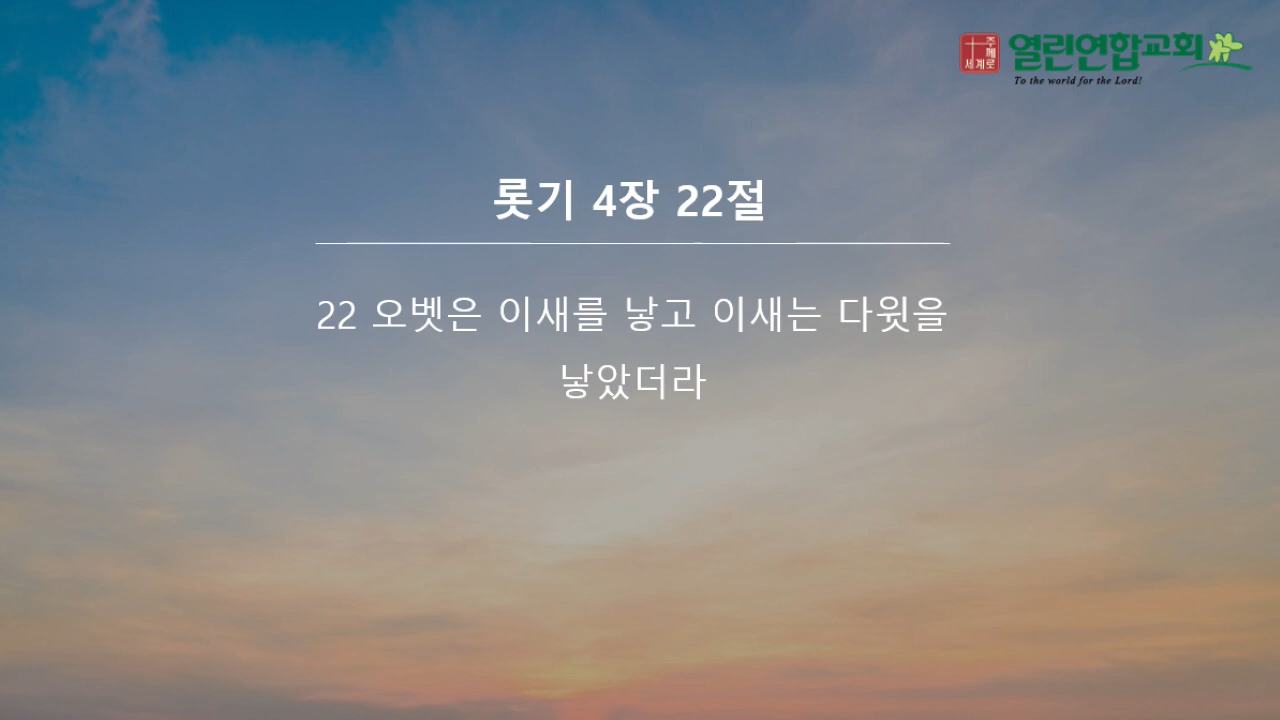 주께
세계로
열린연합교회
To the world for the Lord!
롯기 4장 22절
22 오벳은 이새를 낳고 이새는 다윗을
낳았더라